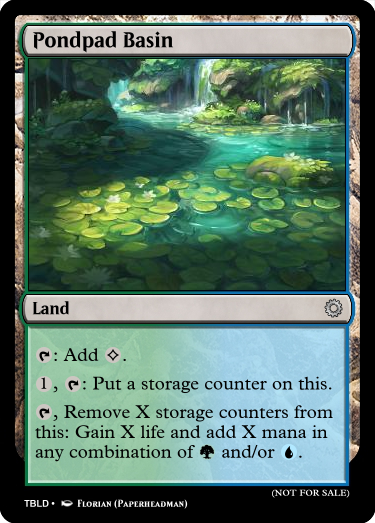 Pondpad Basin
Land
: Add .
1, : Put a storage counter on this.
, Remove X storage counters from
this: Gain X life and add X mana in
any combination of and/or .
(NOT FOR SALE)
TBLD • Florian (Paperheadman)